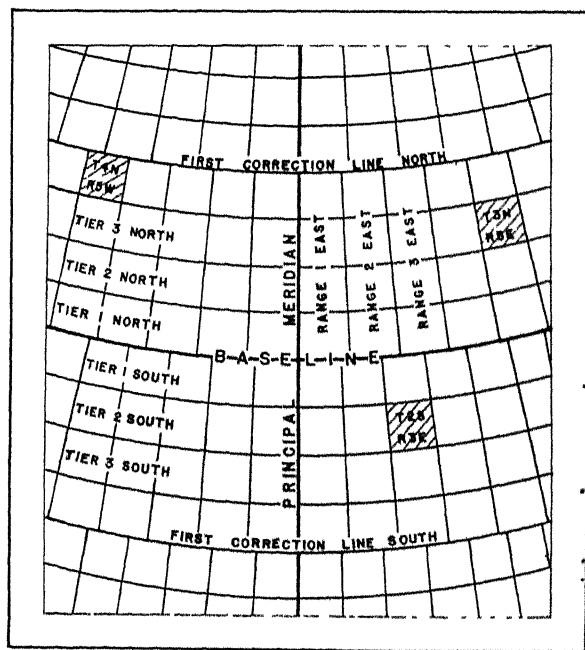 FIRST CORRECTION LINE NORTH
T4N
R5W
T3N
R5E
TIER 3 NORTH
TIER 2 NORTH
TIER 1 NORTH
MERIDIAN
RANGE 1 EAST
RANGE 2 EAST
RANGE 3 EAST
BASELINE
TIER 1 SOUTH
TIER 2 SOUTH
TIER 3 SOUTH
T2S
R3E
PRINCIPAL
FIRST CORRECTION LINE SOUTH